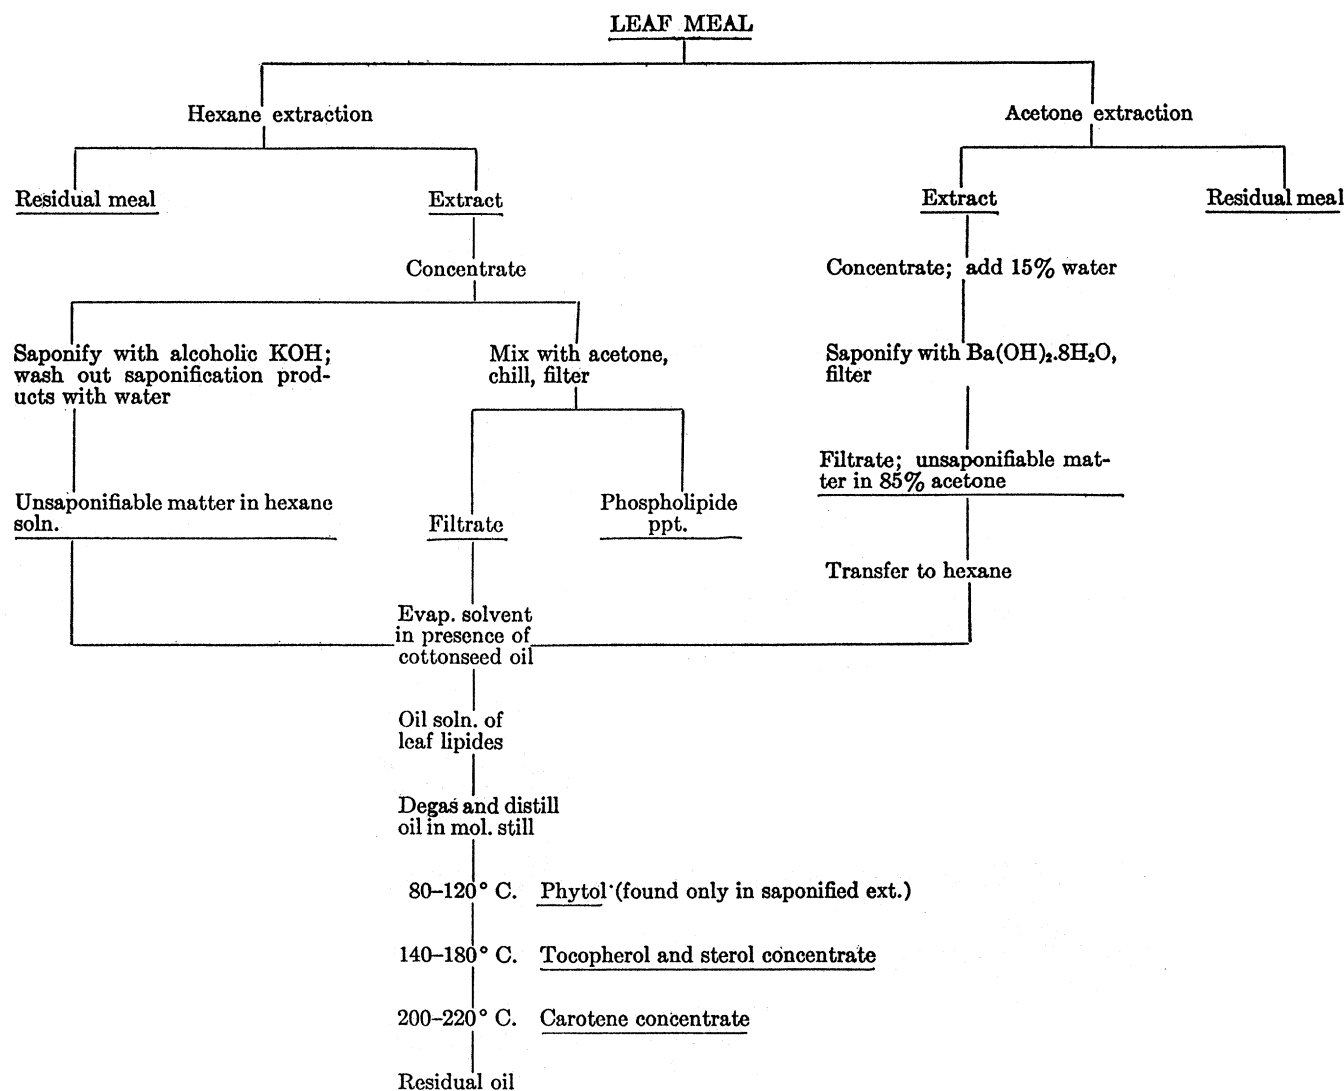 LEAF MEAL
Hexane extraction
Acetone extraction
Residual meal
Extract
Extract
Residual meal
Concentrate
Concentrate; add 15% water
Saponify with alcoholic KOH;
wash out saponification prod-
ucts with water
Mix with acetone,
chill, filter
Saponify with Ba(OH)₂.8H₂O,
filter
Filtrate; unsaponifiable mat-
ter in 85% acetone
Unsaponifiable matter in hexane
soln.
Filtrate
Phospholipide
ppt.
Transfer to hexane
Evap. solvent
in presence of
cottonseed oil
Oil soln. of
leaf lipides
Degas and distill
oil in mol. still
80–120° C. Phytol (found only in saponified ext.)
140–180° C. Tocopherol and sterol concentrate
200–220° C. Carotene concentrate
Residual oil